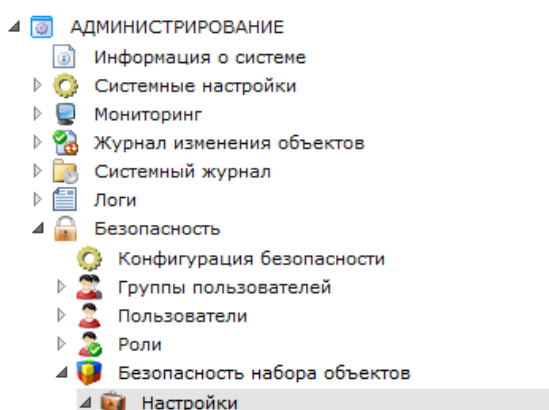 АДМИНИСТРИРОВАНИЕ
Информация о системе
Системные настройки
Мониторинг
Журнал изменения объектов
Системный журнал
Логи
Безопасность
Конфигурация безопасности
Группы пользователей
Пользователи
Роли
Безопасность набора объектов
Настройки